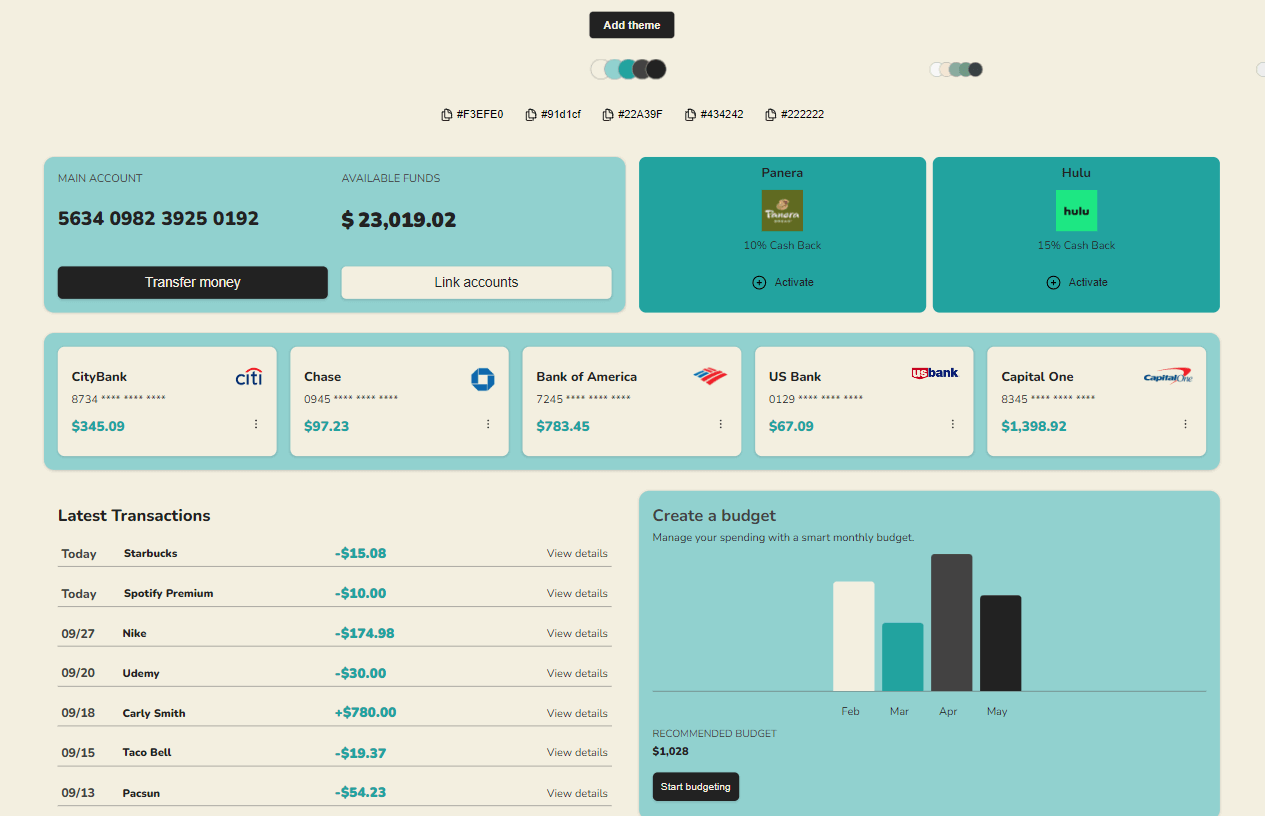 Add theme
#F3EFE0 #91d1cf #22A39F #434242 #222222
MAIN ACCOUNT AVAILABLE FUNDS
5634 0982 3925 0192 $ 23,019.02
Transfer money Link accounts
Panera
Panera
BREAD
10% Cash Back
Activate
Hulu
hulu
15% Cash Back
Activate
CityBank citi
8734 **** **** ****
$345.09
Chase
0945 **** **** ****
$97.23
Bank of America
7245 **** **** ****
$783.45
US Bank usbank
0129 **** **** ****
$67.09
Capital One Capital One
8345 **** **** ****
$1,398.92
Latest Transactions
Today Starbucks -$15.08 View details
Today Spotify Premium -$10.00 View details
09/27 Nike -$174.98 View details
09/20 Udemy -$30.00 View details
09/18 Carly Smith +$780.00 View details
09/15 Taco Bell -$19.37 View details
09/13 Pacsun -$54.23 View details
Create a budget
Manage your spending with a smart monthly budget.
Feb Mar Apr May
RECOMMENDED BUDGET
$1,028
Start budgeting